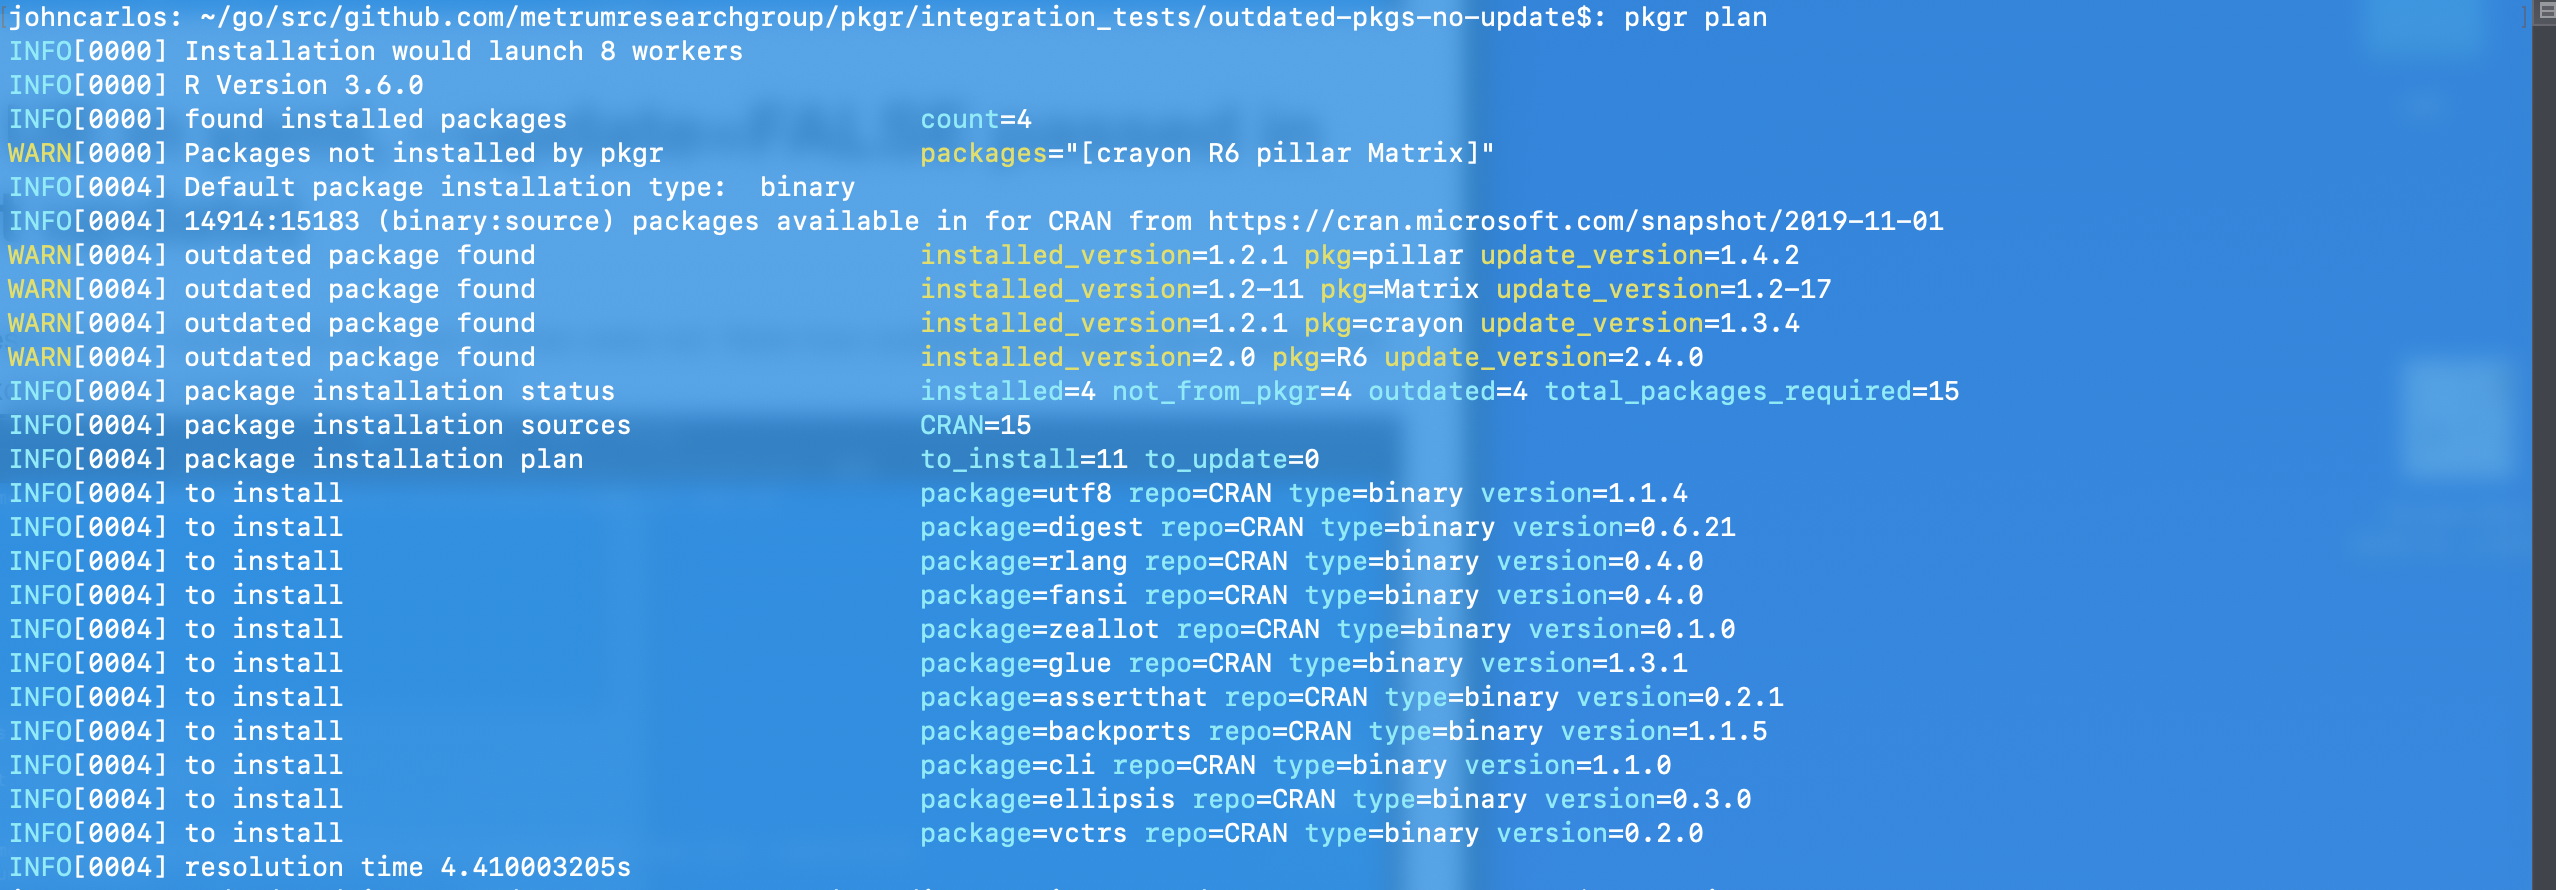 johncarlos: ~/go/src/github.com/metrumresearchgroup/pkgr/integration_tests/outdated-pkgs-no-update$: pkgr plan
INFO[0000] Installation would launch 8 workers
INFO[0000] R Version 3.6.0
INFO[0000] found installed packages count=4
WARN[0000] Packages not installed by pkgr packages="[crayon R6 pillar Matrix]"
INFO[0004] Default package installation type:  binary
INFO[0004] 14914:15183 (binary:source) packages available in for CRAN from https://cran.microsoft.com/snapshot/2019-11-01
WARN[0004] outdated package found installed_version=1.2.1 pkg=pillar update_version=1.4.2
WARN[0004] outdated package found installed_version=1.2-11 pkg=Matrix update_version=1.2-17
WARN[0004] outdated package found installed_version=1.2.1 pkg=crayon update_version=1.3.4
WARN[0004] outdated package found installed_version=2.0 pkg=R6 update_version=2.4.0
INFO[0004] package installation status installed=4 not_from_pkgr=4 outdated=4 total_packages_required=15
INFO[0004] package installation sources CRAN=15
INFO[0004] package installation plan to_install=11 to_update=0
INFO[0004] to install package=utf8 repo=CRAN type=binary version=1.1.4
INFO[0004] to install package=digest repo=CRAN type=binary version=0.6.21
INFO[0004] to install package=rlang repo=CRAN type=binary version=0.4.0
INFO[0004] to install package=fansi repo=CRAN type=binary version=0.4.0
INFO[0004] to install package=zeallot repo=CRAN type=binary version=0.1.0
INFO[0004] to install package=glue repo=CRAN type=binary version=1.3.1
INFO[0004] to install package=assertthat repo=CRAN type=binary version=0.2.1
INFO[0004] to install package=backports repo=CRAN type=binary version=1.1.5
INFO[0004] to install package=cli repo=CRAN type=binary version=1.1.0
INFO[0004] to install package=ellipsis repo=CRAN type=binary version=0.3.0
INFO[0004] to install package=vctrs repo=CRAN type=binary version=0.2.0
INFO[0004] resolution time 4.410003205s